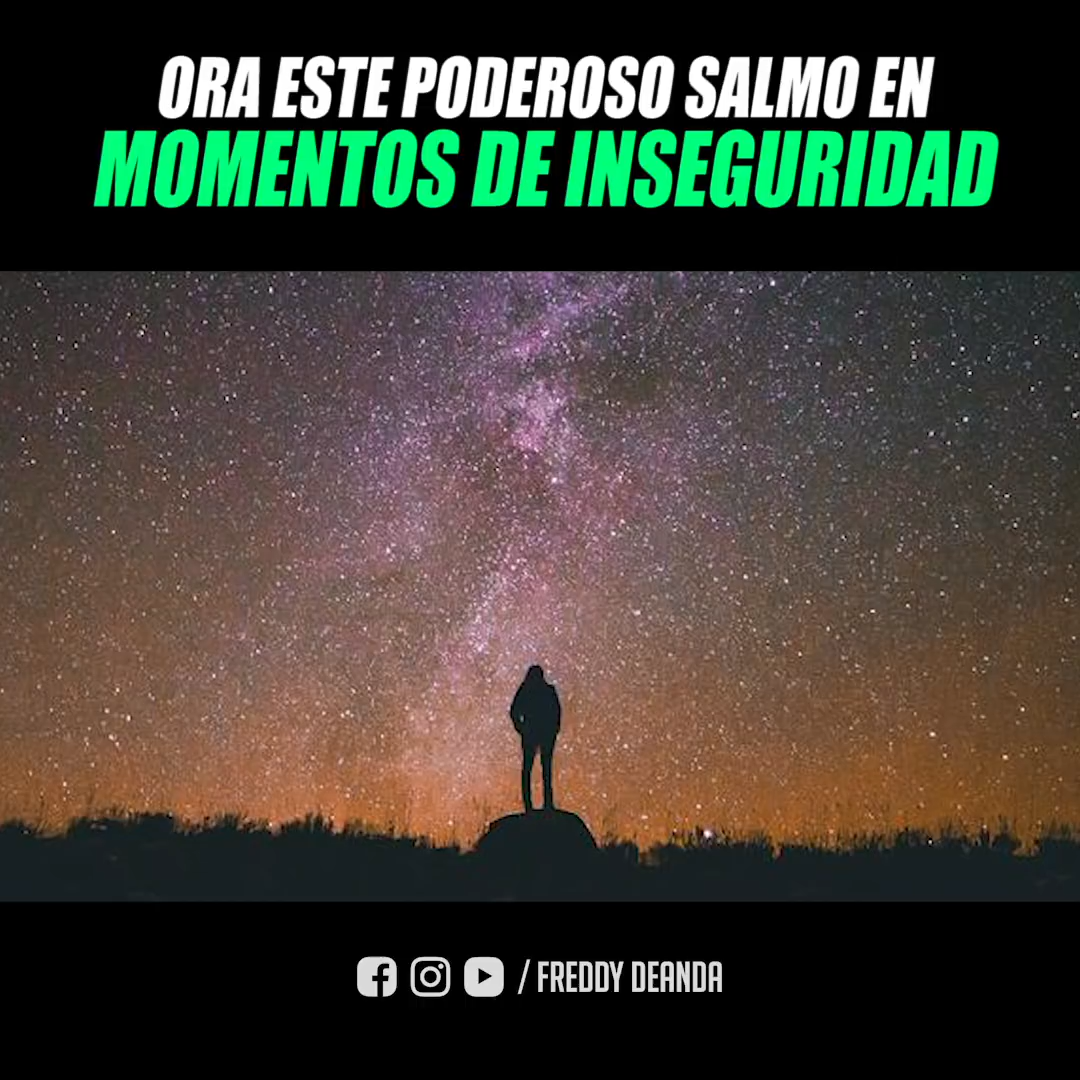 ORA ESTE PODEROSO SALMO EN
MOMENTOS DE INSEGURIDAD
/ FREDDY DEANDA